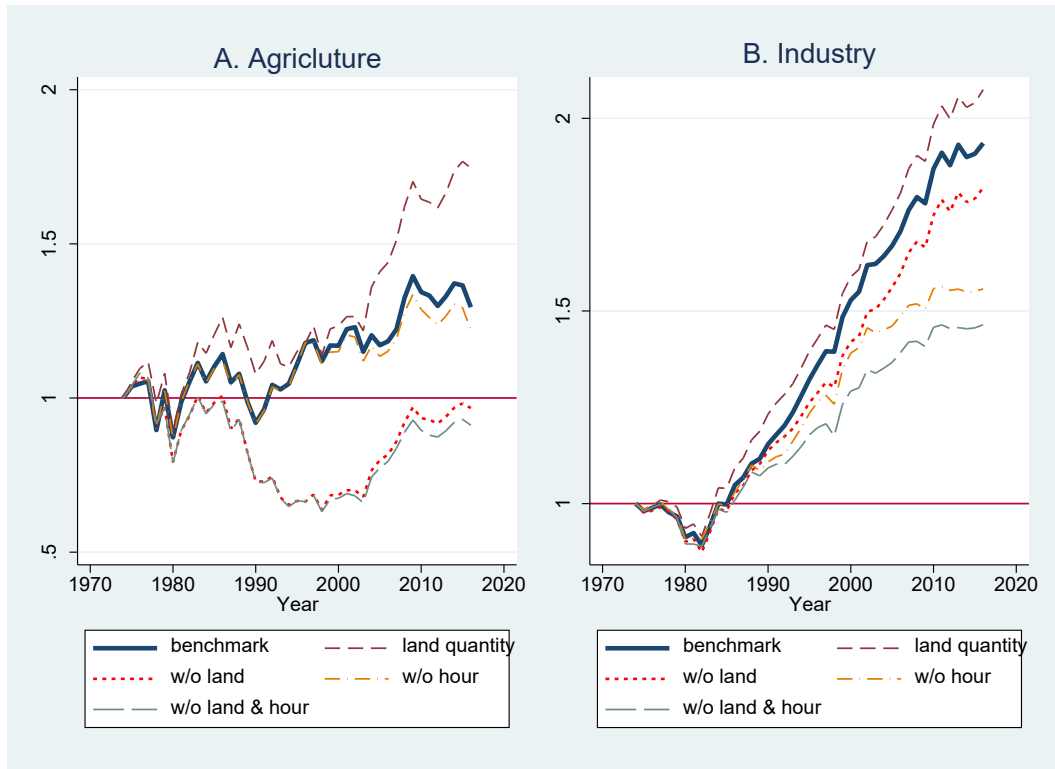 A. Agricluture
2
1.5
1
.5
1970 1980 1990 2000 2010 2020
Year
benchmark land quantity
w/o land w/o hour
w/o land & hour
B. Industry
2
1.5
1
1970 1980 1990 2000 2010 2020
Year
benchmark land quantity
w/o land w/o hour
w/o land & hour